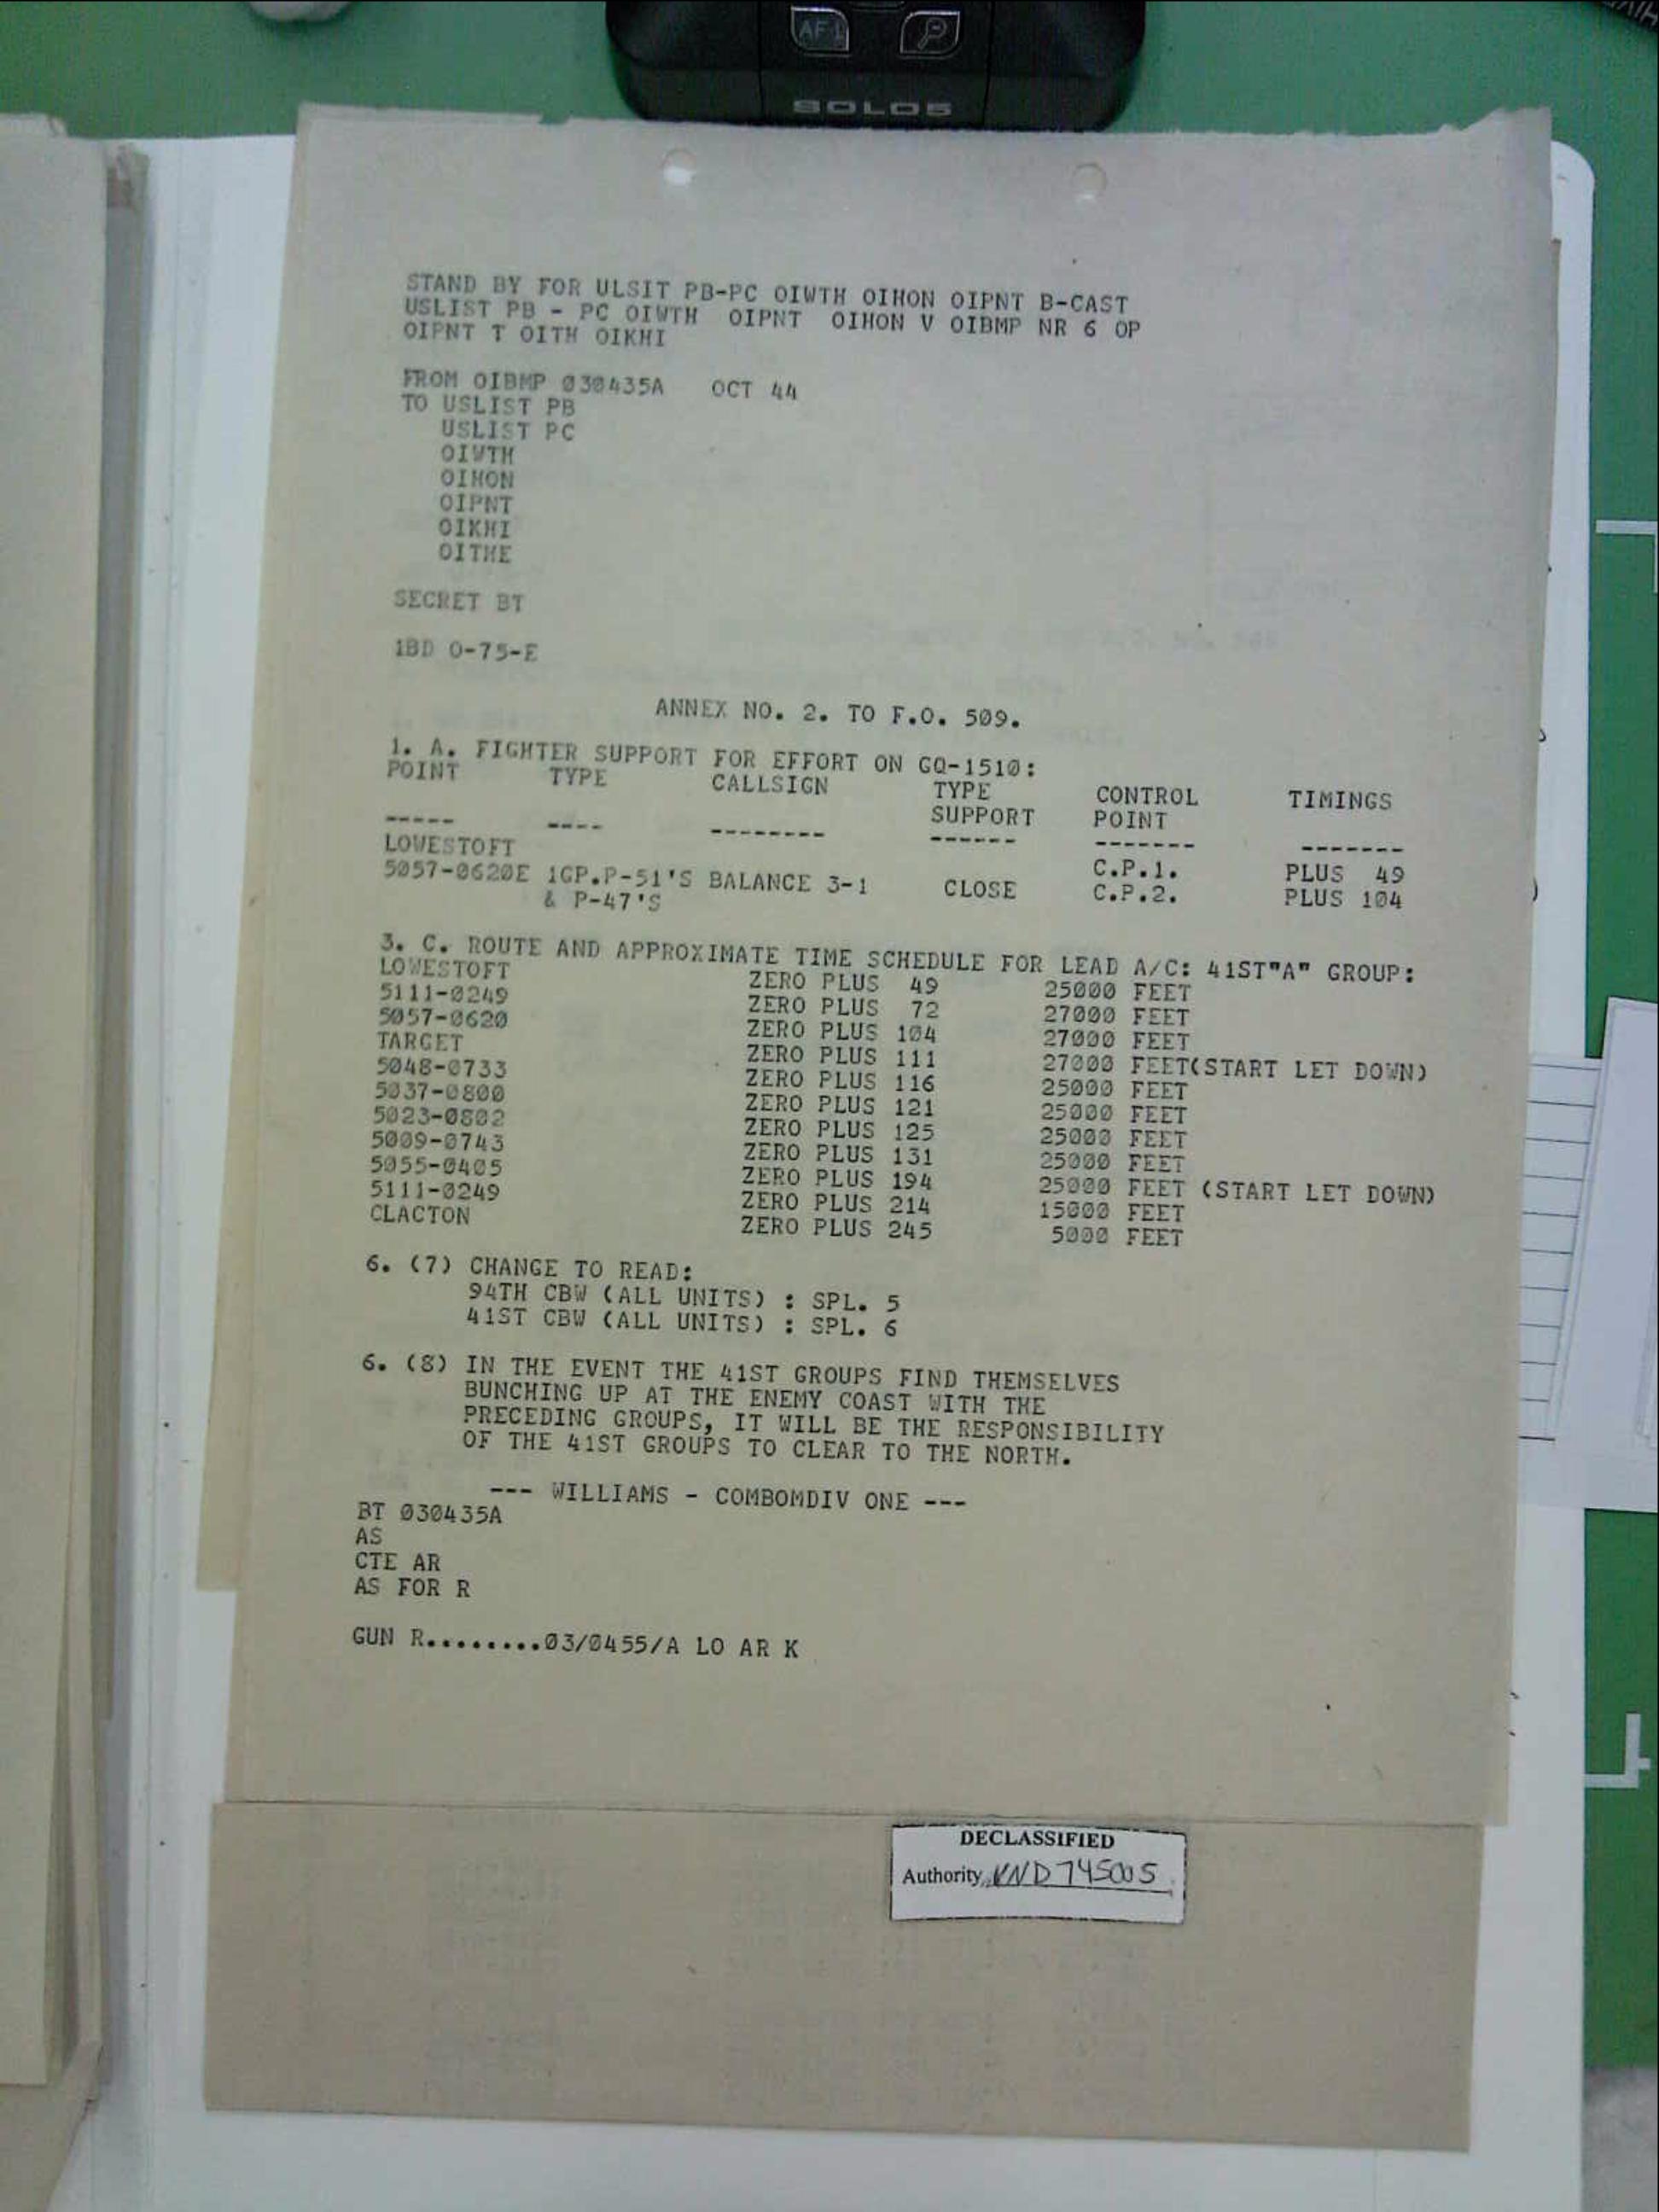 AF-L
SOLO5
STAND BY FOR ULSIT PB-PC OIWTH OIHON OIPNT B-CAST
USLIST PB - PC OIWTH OIPNT OIHON V OIBMP NR 6 OP
OIPNT T OITH OIKHI
FROM OIBMP 030435A OCT 44
TO USLIST PB
USLIST PC
OIWTH
OIHON
OIPNT
OIKHI
OITHE
SECRET BT
1BD O-75-E
ANNEX NO. 2. TO F.O. 509.
1. A. FIGHTER SUPPORT FOR EFFORT ON GQ-1510:
POINT TYPE CALLSIGN TYPE CONTROL TIMINGS
SUPPORT POINT
----- ---- -------- ------ ------- -------
LOWESTOFT C.P.1. PLUS 49
5057-0620E 1GP.P-51'S BALANCE 3-1 CLOSE C.P.2. PLUS 104
& P-47'S
3. C. ROUTE AND APPROXIMATE TIME SCHEDULE FOR LEAD A/C: 41ST"A" GROUP:
LOWESTOFT ZERO PLUS 49 25000 FEET
5111-0249 ZERO PLUS 72 27000 FEET
5057-0620 ZERO PLUS 104 27000 FEET
TARGET ZERO PLUS 111 27000 FEET(START LET DOWN)
5048-0733 ZERO PLUS 116 25000 FEET
5037-0800 ZERO PLUS 121 25000 FEET
5023-0802 ZERO PLUS 125 25000 FEET
5009-0743 ZERO PLUS 131 25000 FEET
5055-0405 ZERO PLUS 194 25000 FEET (START LET DOWN)
5111-0249 ZERO PLUS 214 15000 FEET
CLACTON ZERO PLUS 245 5000 FEET
6. (7) CHANGE TO READ:
94TH CBW (ALL UNITS) : SPL. 5
41ST CBW (ALL UNITS) : SPL. 6
6. (8) IN THE EVENT THE 41ST GROUPS FIND THEMSELVES
BUNCHING UP AT THE ENEMY COAST WITH THE
PRECEDING GROUPS, IT WILL BE THE RESPONSIBILITY
OF THE 41ST GROUPS TO CLEAR TO THE NORTH.
--- WILLIAMS - COMBOMDIV ONE ---
BT 030435A
AS
CTE AR
AS FOR R
GUN R.........03/0455/A LO AR K
DECLASSIFIED
Authority NND 745005